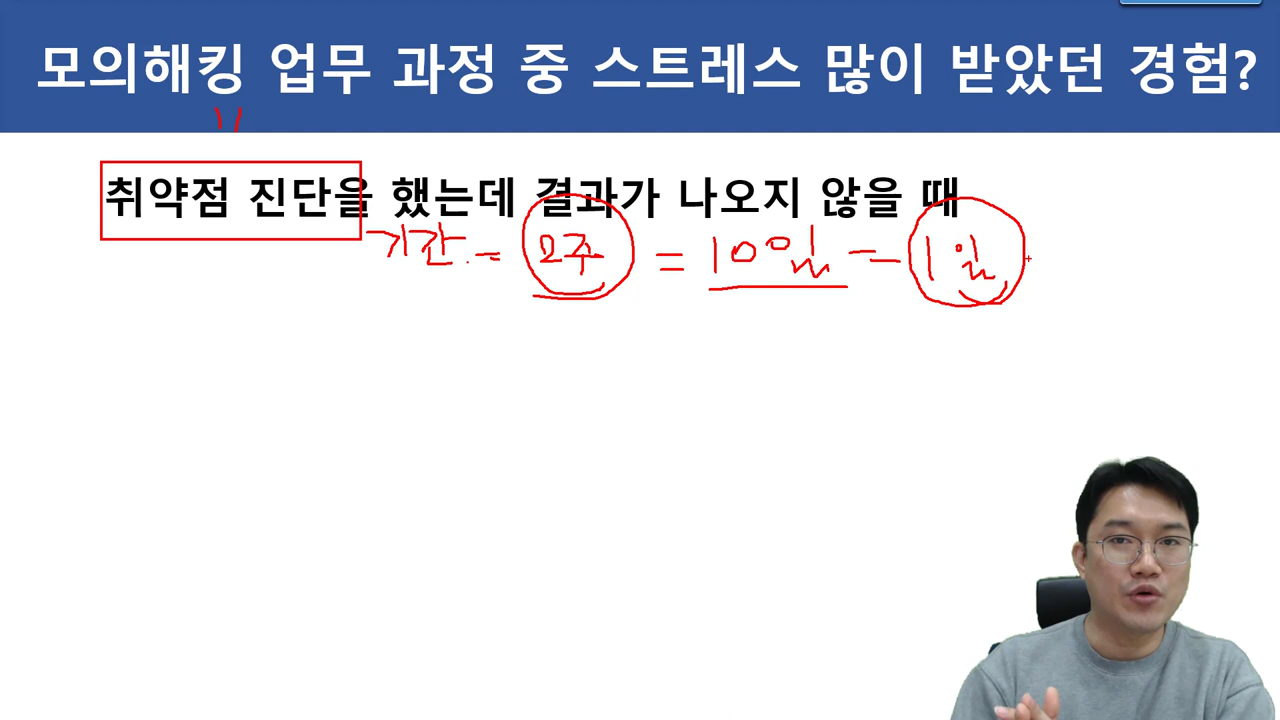 모의해킹 업무 과정 중 스트레스 많이 받았던 경험?
취약점 진단을 했는데 결과가 나오지 않을 때
기간 = 2주 = 10일 - 1일